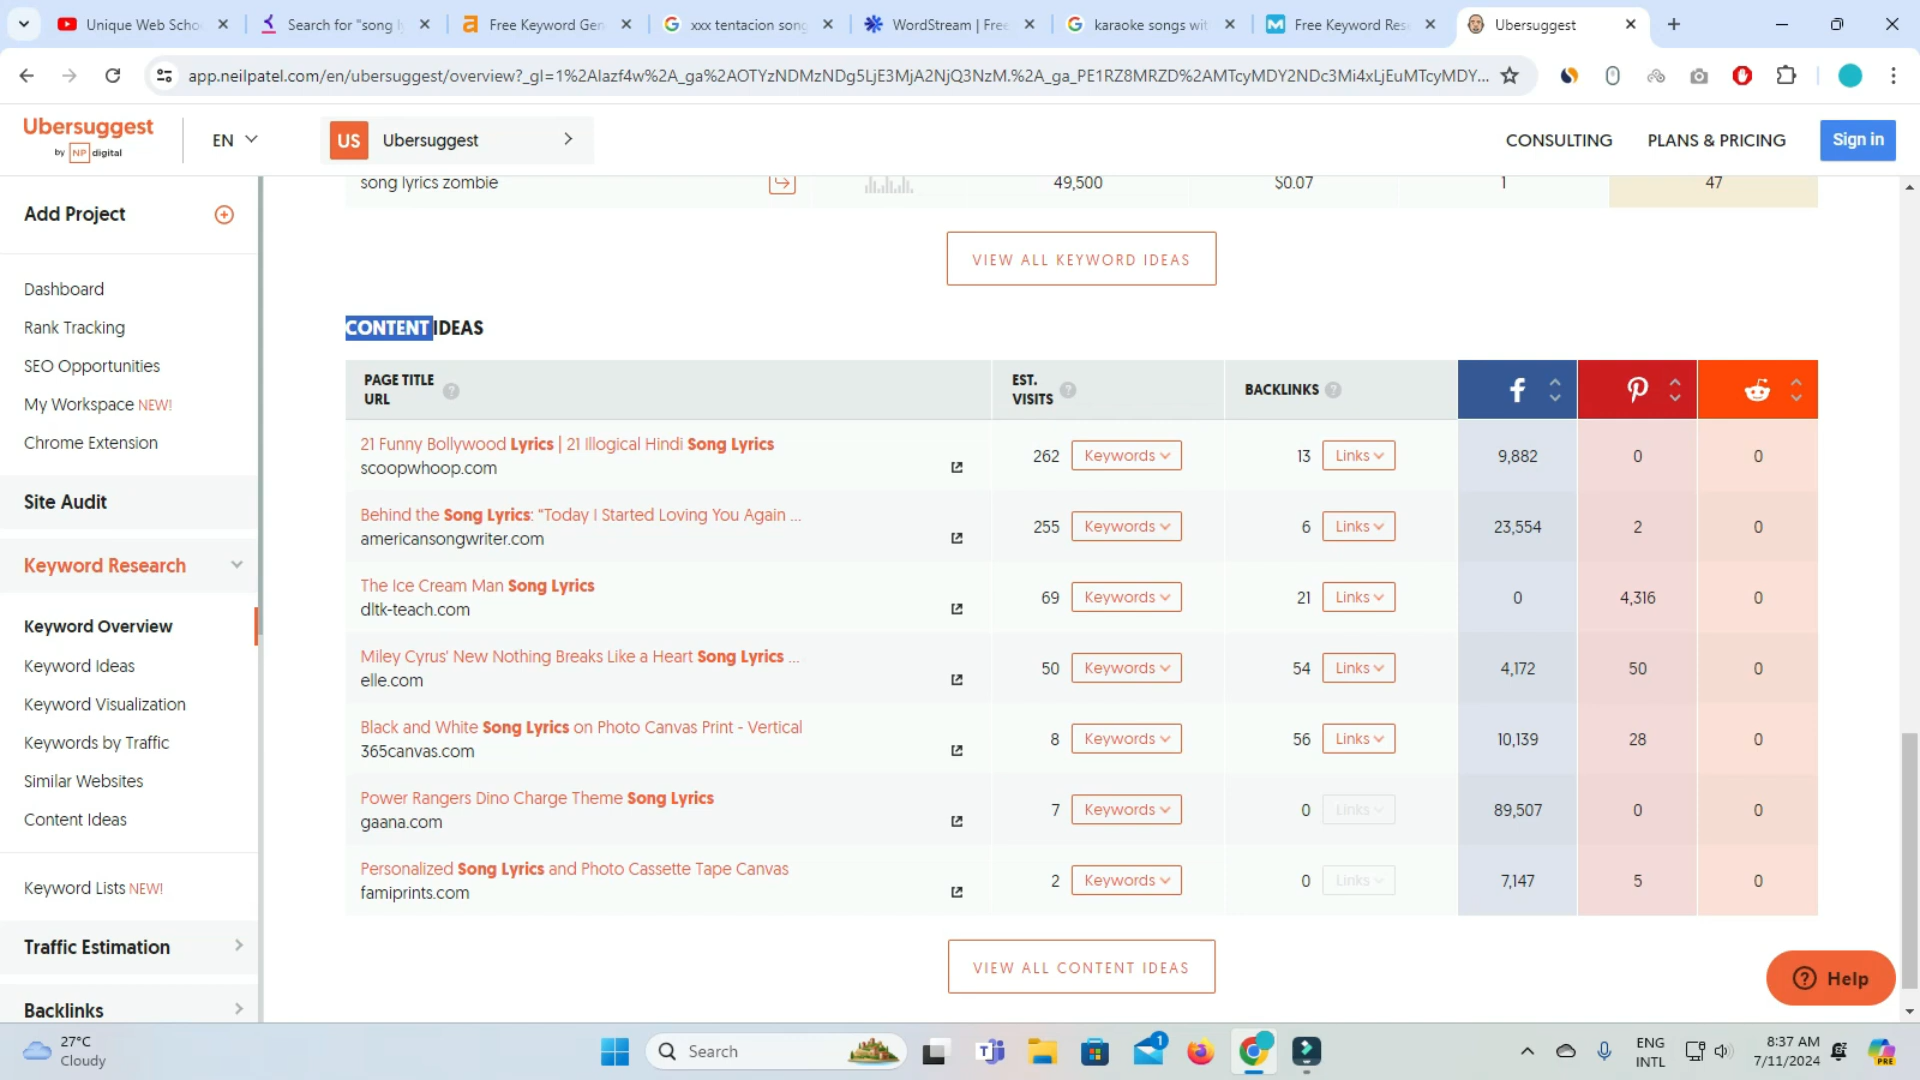 Unique Web Scho
Search for "song ly
Free Keyword Gen
xxx tentacion song
WordStream | Free
karaoke songs wit
Free Keyword Res
Ubersuggest
app.neilpatel.com/en/ubersuggest/overview?_gl=1%2Alazf4w%2A_ga%2AOTYzNDMzNDg5LjE3MjA2NjQ3NzM.%2A_ga_PE1RZ8MRZD%2AMTcyMDY2NDc3Mi4xLjEuMTcyMDY...
Ubersuggest
by NP digital
EN
US Ubersuggest
CONSULTING
PLANS & PRICING
Sign in
Add Project
Dashboard
Rank Tracking
SEO Opportunities
My Workspace NEW!
Chrome Extension
Site Audit
Keyword Research
Keyword Overview
Keyword Ideas
Keyword Visualization
Keywords by Traffic
Similar Websites
Content Ideas
Keyword Lists NEW!
Traffic Estimation
Backlinks
song lyrics zombie 49,500 $0.07 1 47
VIEW ALL KEYWORD IDEAS
CONTENT IDEAS
PAGE TITLE
URL
EST.
VISITS
BACKLINKS
21 Funny Bollywood Lyrics | 21 Illogical Hindi Song Lyrics
scoopwhoop.com
262 Keywords 13 Links 9,882 0 0
Behind the Song Lyrics: “Today I Started Loving You Again ...
americansongwriter.com
255 Keywords 6 Links 23,554 2 0
The Ice Cream Man Song Lyrics
dltk-teach.com
69 Keywords 21 Links 0 4,316 0
Miley Cyrus' New Nothing Breaks Like a Heart Song Lyrics ...
elle.com
50 Keywords 54 Links 4,172 50 0
Black and White Song Lyrics on Photo Canvas Print - Vertical
365canvas.com
8 Keywords 56 Links 10,139 28 0
Power Rangers Dino Charge Theme Song Lyrics
gaana.com
7 Keywords 0 Links 89,507 0 0
Personalized Song Lyrics and Photo Cassette Tape Canvas
famiprints.com
2 Keywords 0 Links 7,147 5 0
VIEW ALL CONTENT IDEAS
Help
27°C
Cloudy
Search
1
ENG
INTL
8:37 AM
7/11/2024
PRE